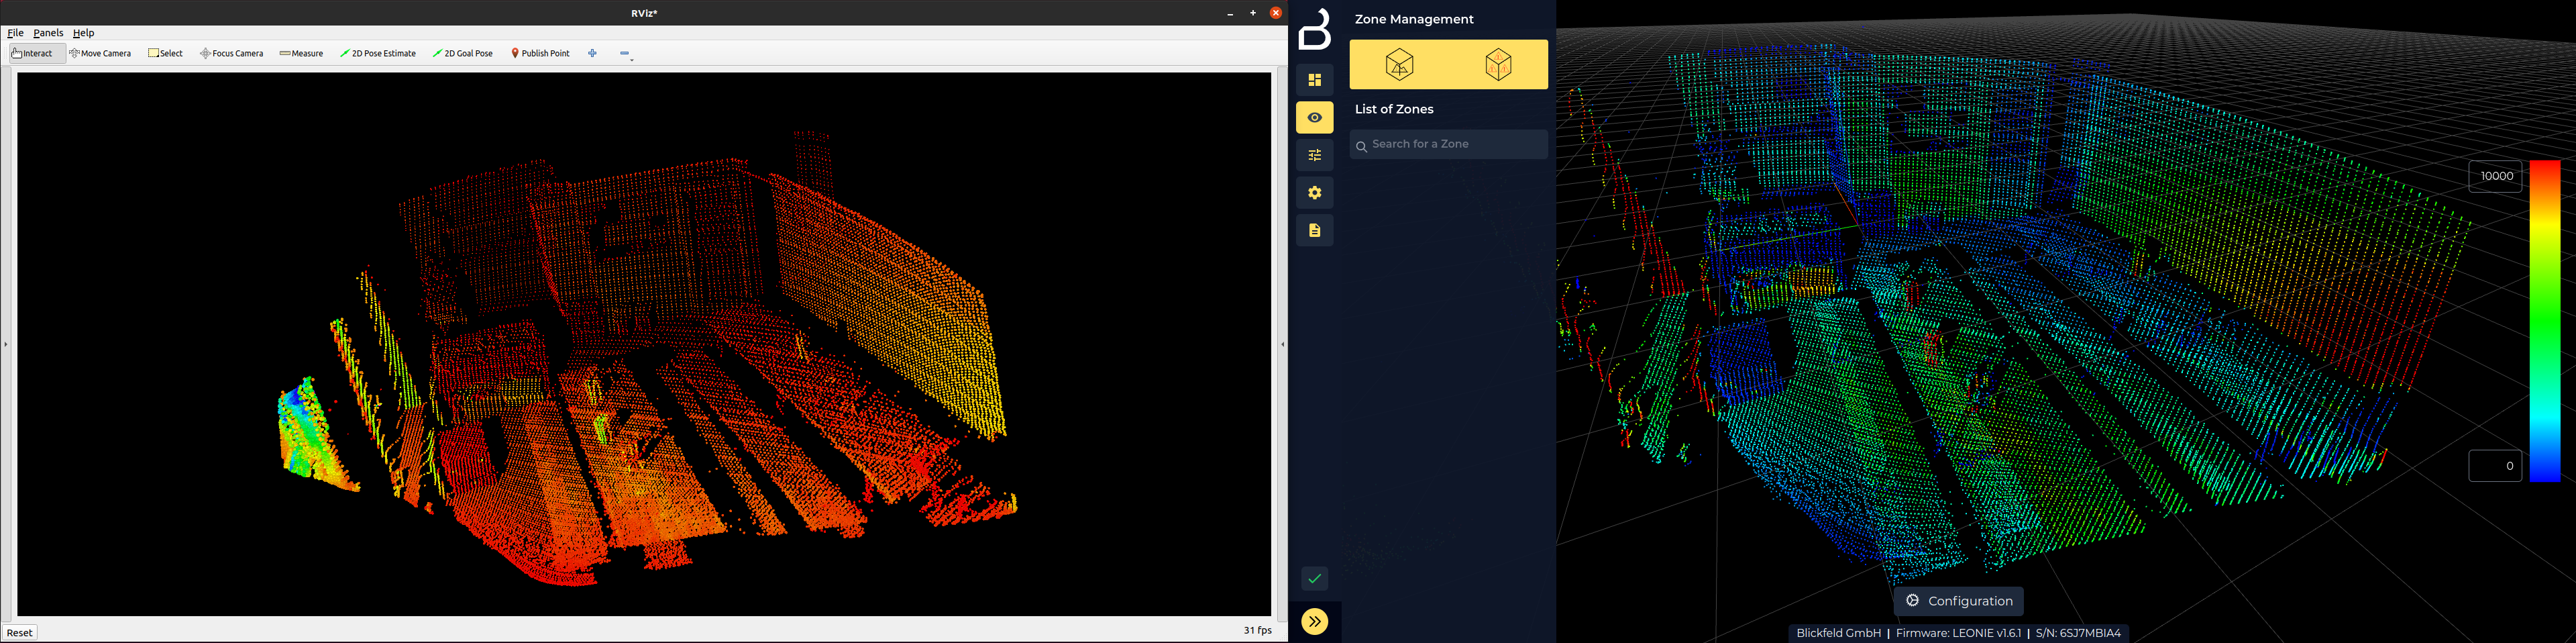 RViz*
File Panels Help
Interact Move Camera Select Focus Camera Measure 2D Pose Estimate 2D Goal Pose Publish Point
Reset
31 fps
Zone Management
List of Zones
Search for a Zone
10000
0
Configuration
Blickfeld GmbH | Firmware: LEONIE v1.6.1 | S/N: 6SJ7MBIA4